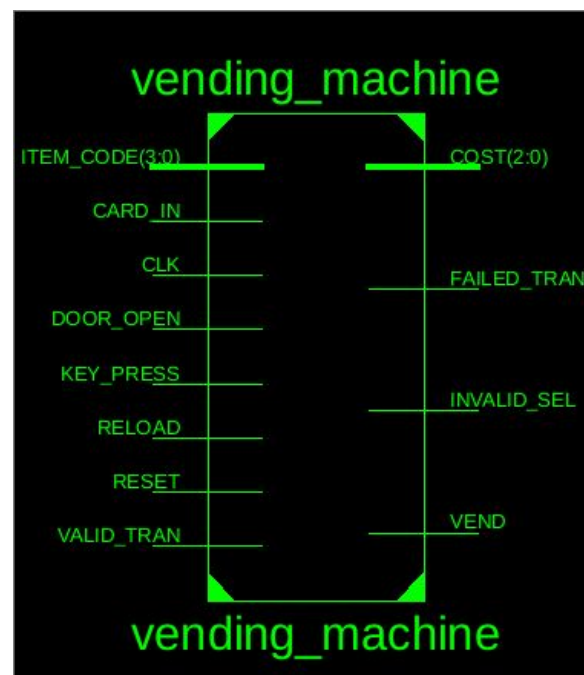 vending_machine
ITEM_CODE(3:0)
COST(2:0)
CARD_IN
CLK
FAILED_TRAN
DOOR_OPEN
KEY_PRESS
INVALID_SEL
RELOAD
RESET
VEND
VALID_TRAN
vending_machine